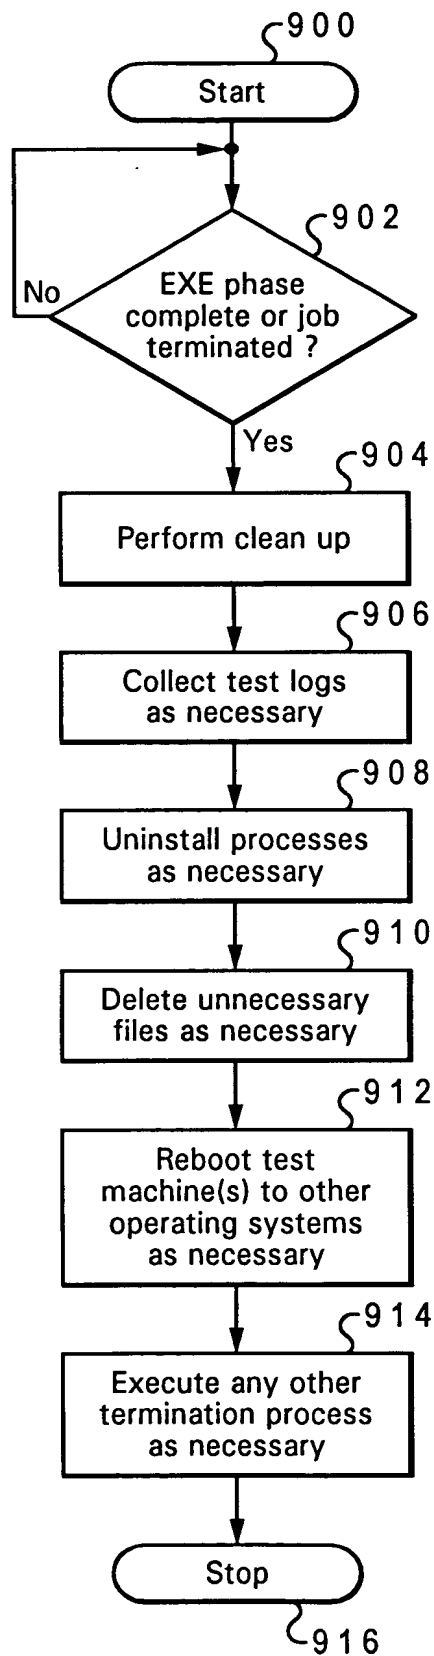 900
Start
902
EXE phase
complete or job
terminated ?
No
Yes
904
Perform clean up
906
Collect test logs
as necessary
908
Uninstall processes
as necessary
910
Delete unnecessary
files as necessary
912
Reboot test
machine(s) to other
operating systems
as necessary
914
Execute any other
termination process
as necessary
Stop
916